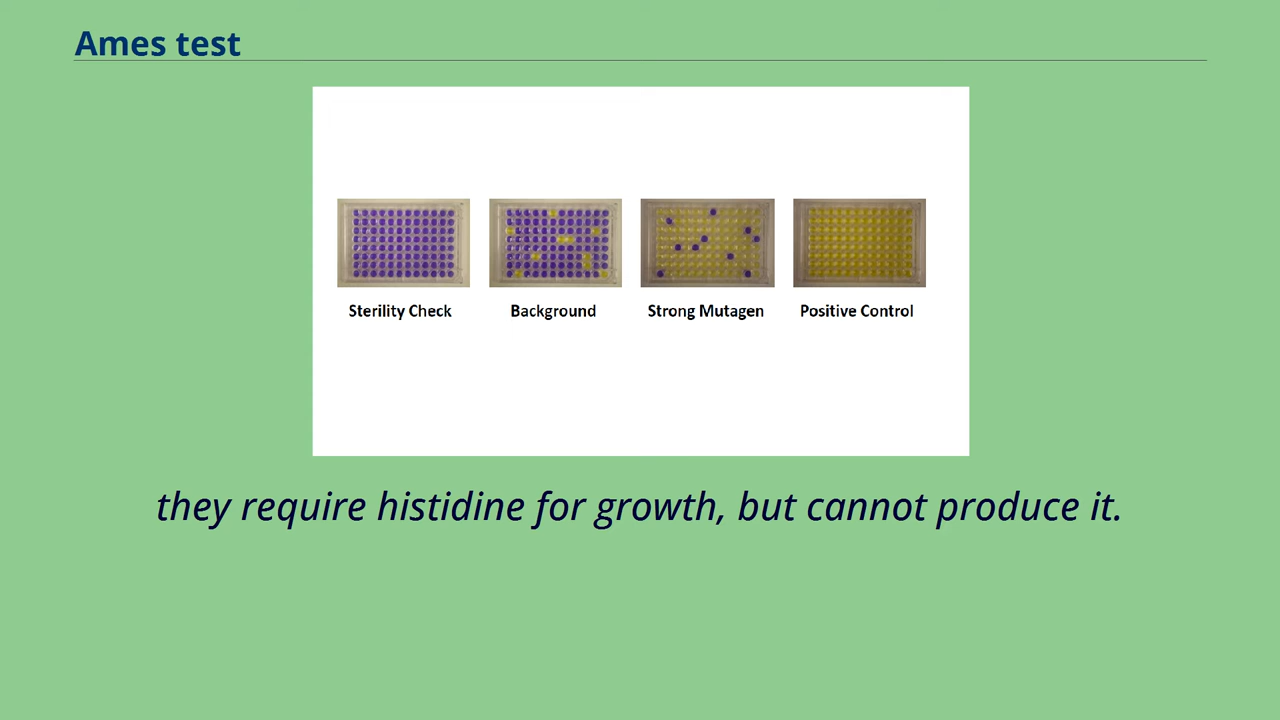 Ames test
Sterility Check
Background
Strong Mutagen
Positive Control
they require histidine for growth, but cannot produce it.